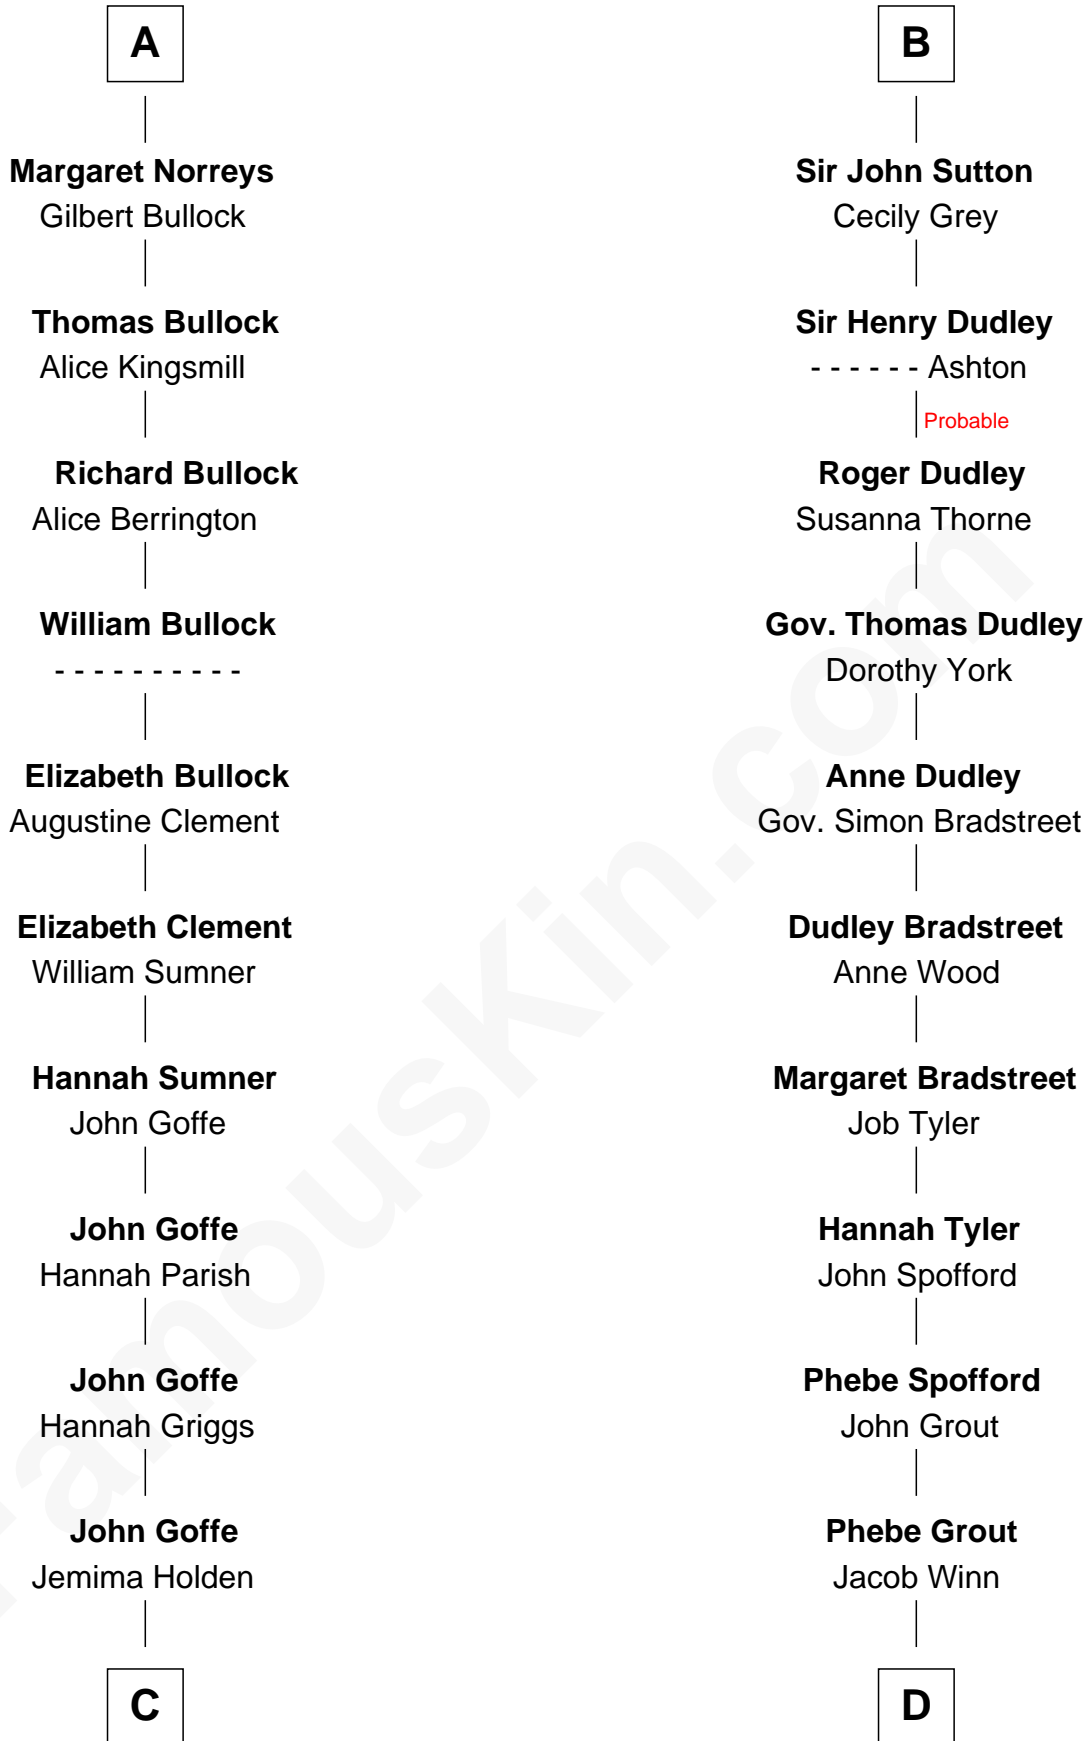 A
Margaret Norreys
Gilbert Bullock
Thomas Bullock
Alice Kingsmill
Richard Bullock
Alice Berrington
William Bullock
- - - - - - - - - -
Elizabeth Bullock
Augustine Clement
Elizabeth Clement
William Sumner
Hannah Sumner
John Goffe
John Goffe
Hannah Parish
John Goffe
Hannah Griggs
John Goffe
Jemima Holden
C
B
Sir John Sutton
Cecily Grey
Sir Henry Dudley
- - - - - - Ashton
Probable
Roger Dudley
Susanna Thorne
Gov. Thomas Dudley
Dorothy York
Anne Dudley
Gov. Simon Bradstreet
Dudley Bradstreet
Anne Wood
Margaret Bradstreet
Job Tyler
Hannah Tyler
John Spofford
Phebe Spofford
John Grout
Phebe Grout
Jacob Winn
D
FamousKin.com